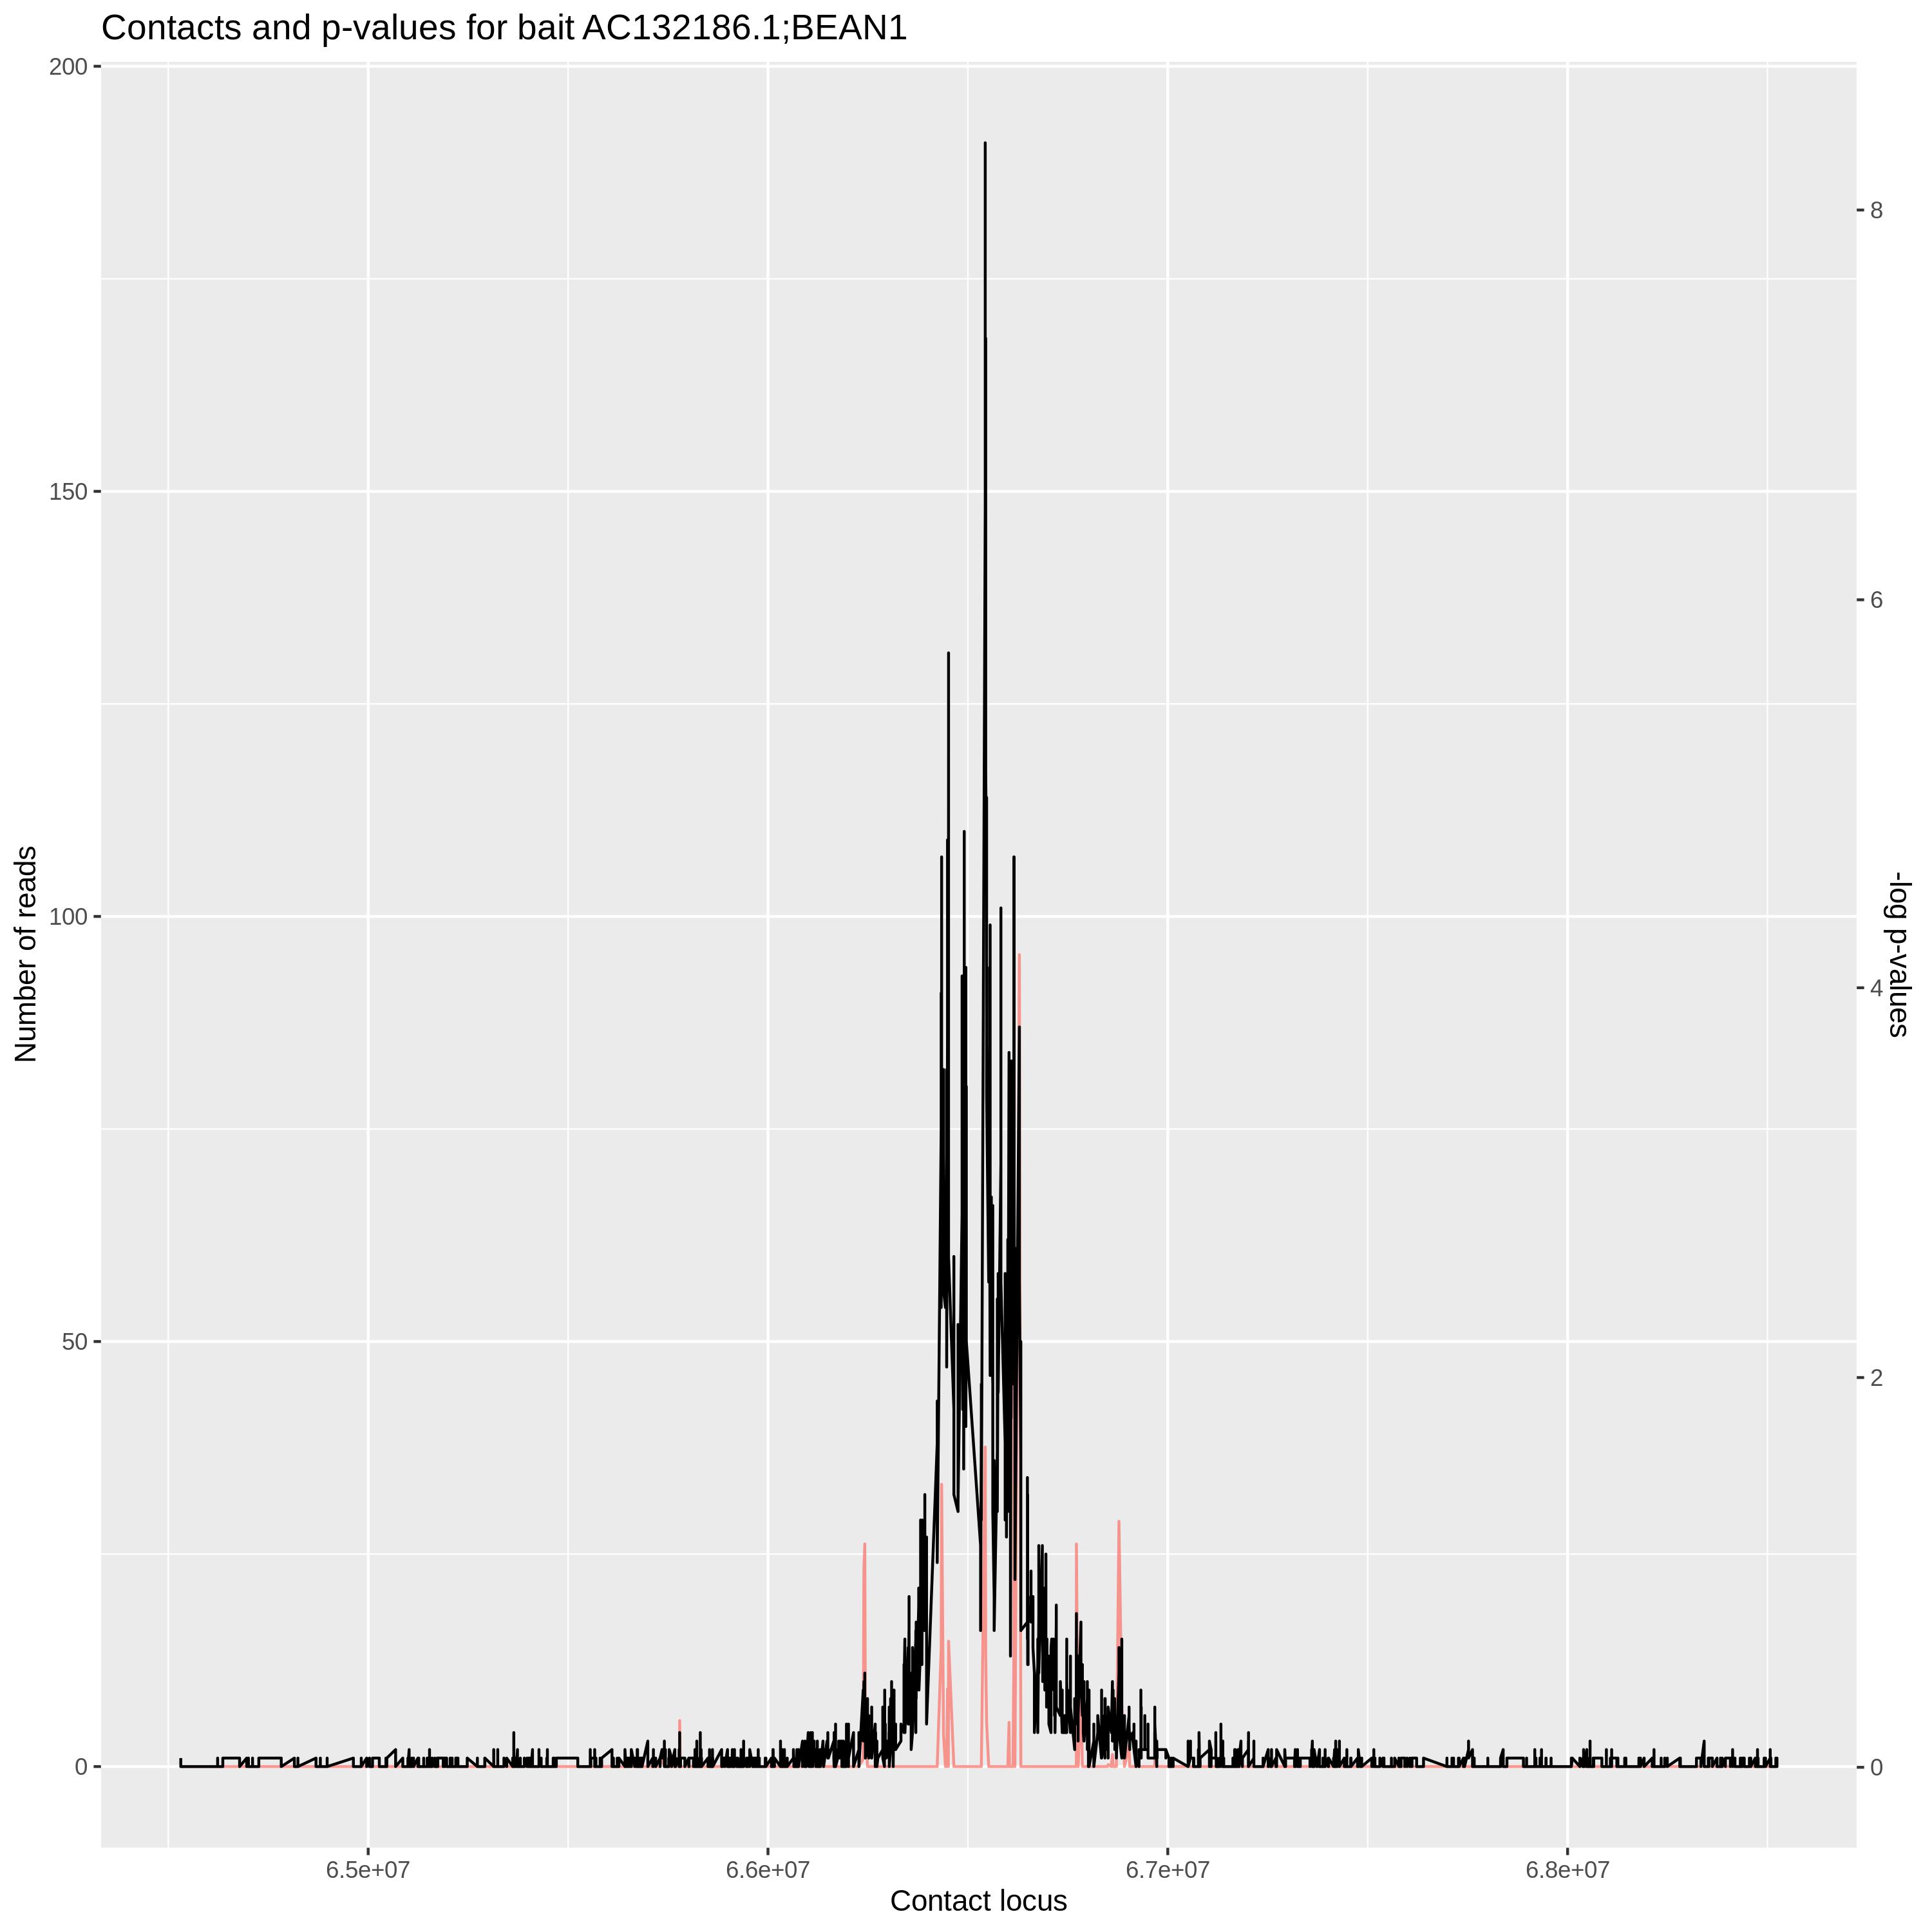 Contacts and p-values for bait AC132186.1;BEAN1
200
150
100
50
0
Number of reads
8
6
4
2
0
-log p-values
6.5e+07
6.6e+07
6.7e+07
6.8e+07
Contact locus